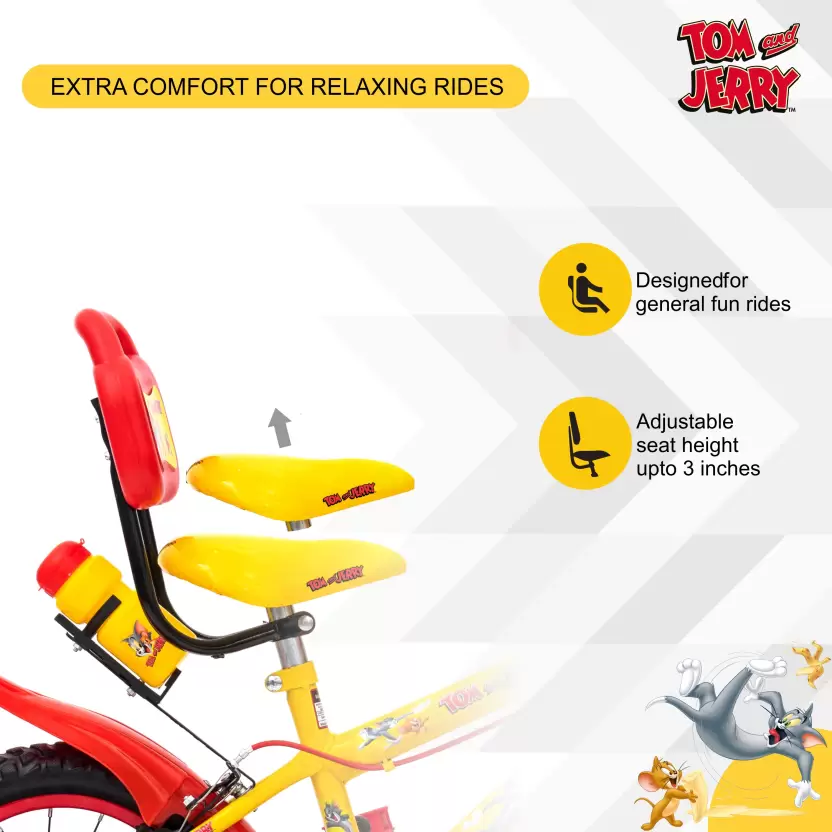 TOM and
JERRY™
EXTRA COMFORT FOR RELAXING RIDES
Designedfor
general fun rides
Adjustable
seat height
upto 3 inches
TOM and JERRY
TOM and JERRY
TOM